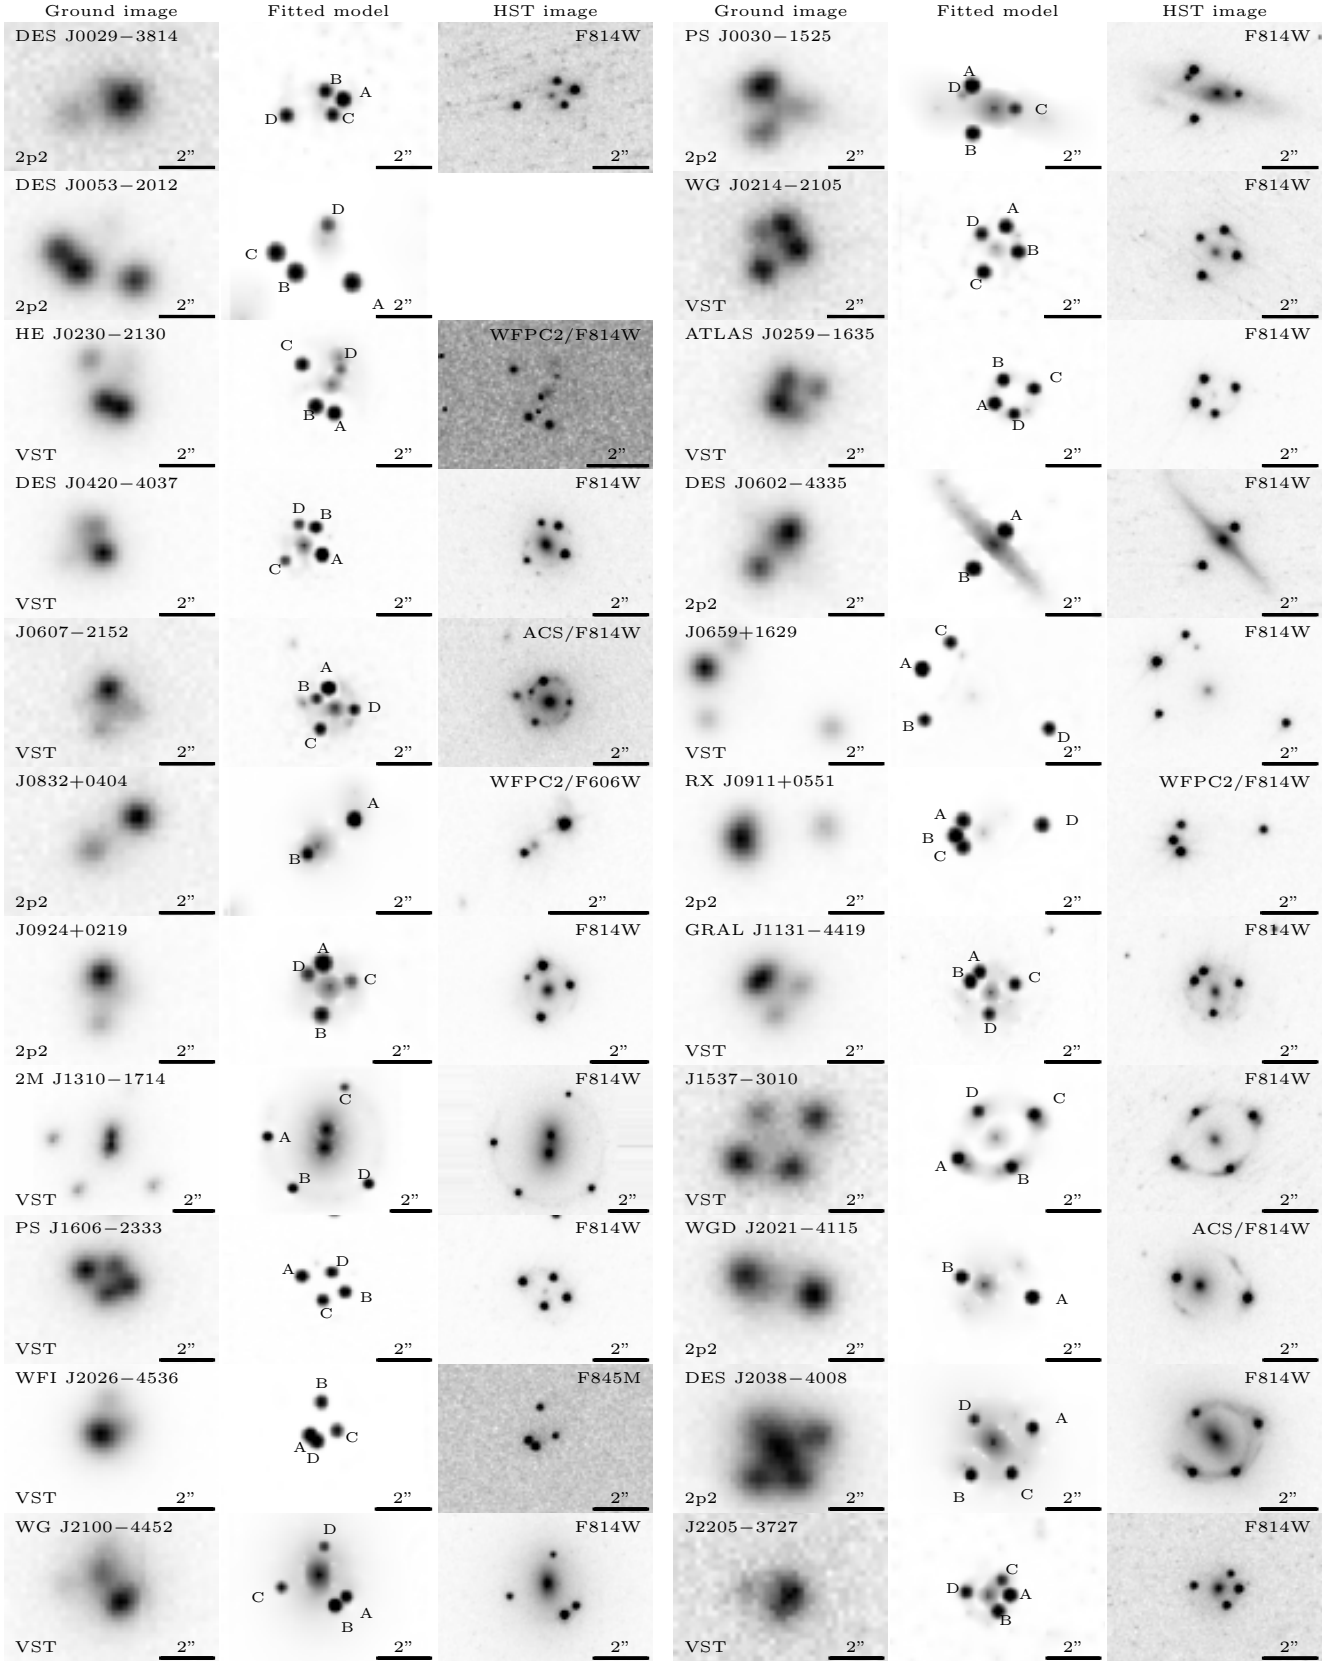 Ground image Fitted model HST image Ground image Fitted model HST image
DES J0029−3814
B
A
C
D
2p2
2”
2”
F814W
2”
PS J0030−1525
A
D
C
B
2p2
2”
2”
F814W
2”
DES J0053−2012
D
C
B
A
2p2
2”
2”
WG J0214−2105
A
D
B
C
VST
2”
2”
F814W
2”
HE J0230−2130
C
D
B
A
VST
2”
2”
WFPC2/F814W
2”
ATLAS J0259−1635
B
C
A
D
VST
2”
2”
F814W
2”
DES J0420−4037
D
B
A
C
VST
2”
2”
F814W
2”
DES J0602−4335
A
B
2p2
2”
2”
F814W
2”
J0607−2152
A
B
D
C
VST
2”
2”
ACS/F814W
2”
J0659+1629
C
A
B
D
VST
2”
2”
F814W
2”
J0832+0404
A
B
2p2
2”
2”
WFPC2/F606W
2”
RX J0911+0551
A
D
B
C
2p2
2”
2”
WFPC2/F814W
2”
J0924+0219
A
D
C
B
2p2
2”
2”
F814W
2”
GRAL J1131−4419
A
B
C
D
VST
2”
2”
F814W
2”
2M J1310−1714
C
A
B
D
VST
2”
2”
F814W
2”
J1537−3010
D
C
A
B
VST
2”
2”
F814W
2”
PS J1606−2333
D
A
B
C
VST
2”
2”
F814W
2”
WGD J2021−4115
B
A
2p2
2”
2”
ACS/F814W
2”
WFI J2026−4536
B
C
A
D
VST
2”
2”
F845M
2”
DES J2038−4008
D
A
B
C
2p2
2”
2”
F814W
2”
WG J2100−4452
D
C
A
B
VST
2”
2”
F814W
2”
J2205−3727
C
D
A
B
VST
2”
2”
F814W
2”